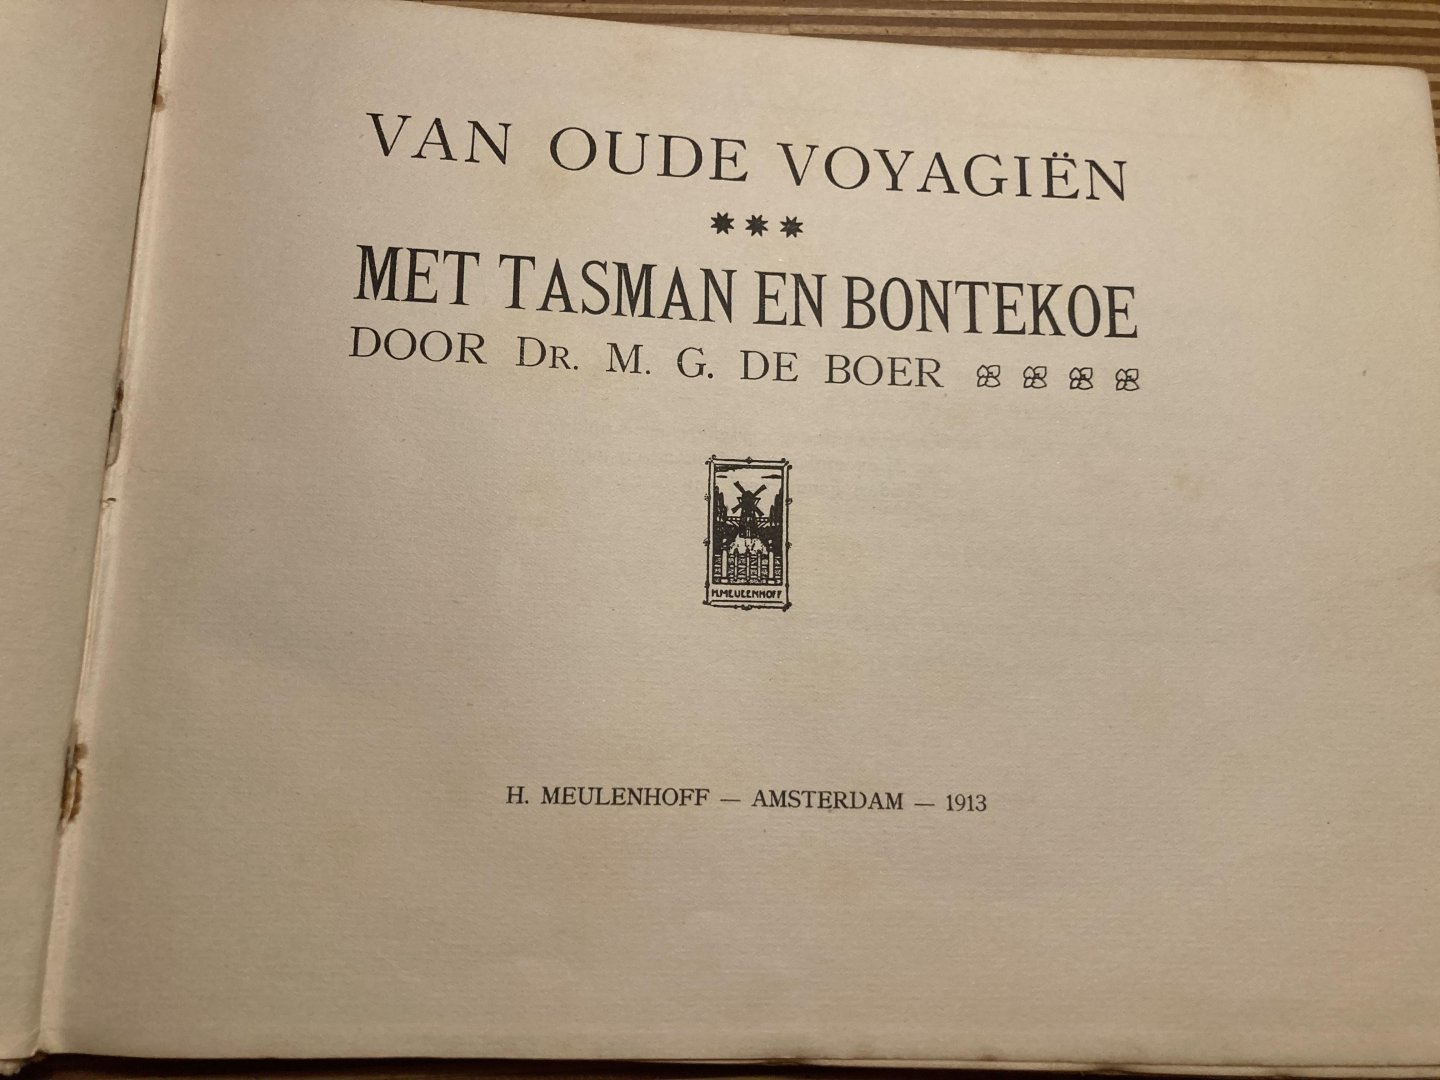 VAN OUDE VOYAGIËN
MET TASMAN EN BONTEKOE
DOOR DR. M. G. DE BOER
H.MEULENHOFF
H. MEULENHOFF — AMSTERDAM — 1913